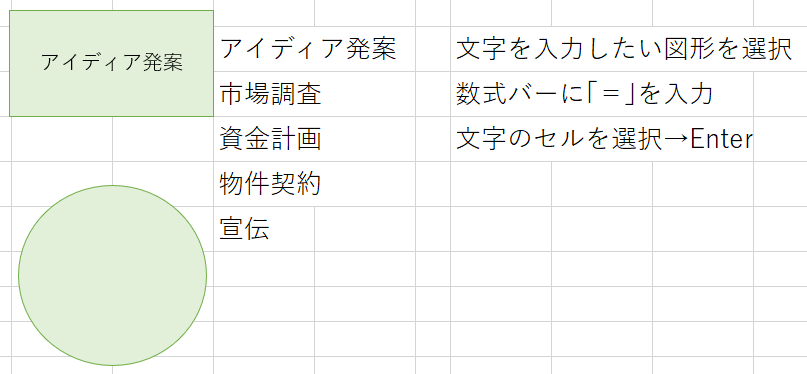 アイディア発案
アイディア発案 文字を入力したい図形を選択
市場調査 数式バーに「＝」を入力
資金計画 文字のセルを選択→Enter
物件契約
宣伝